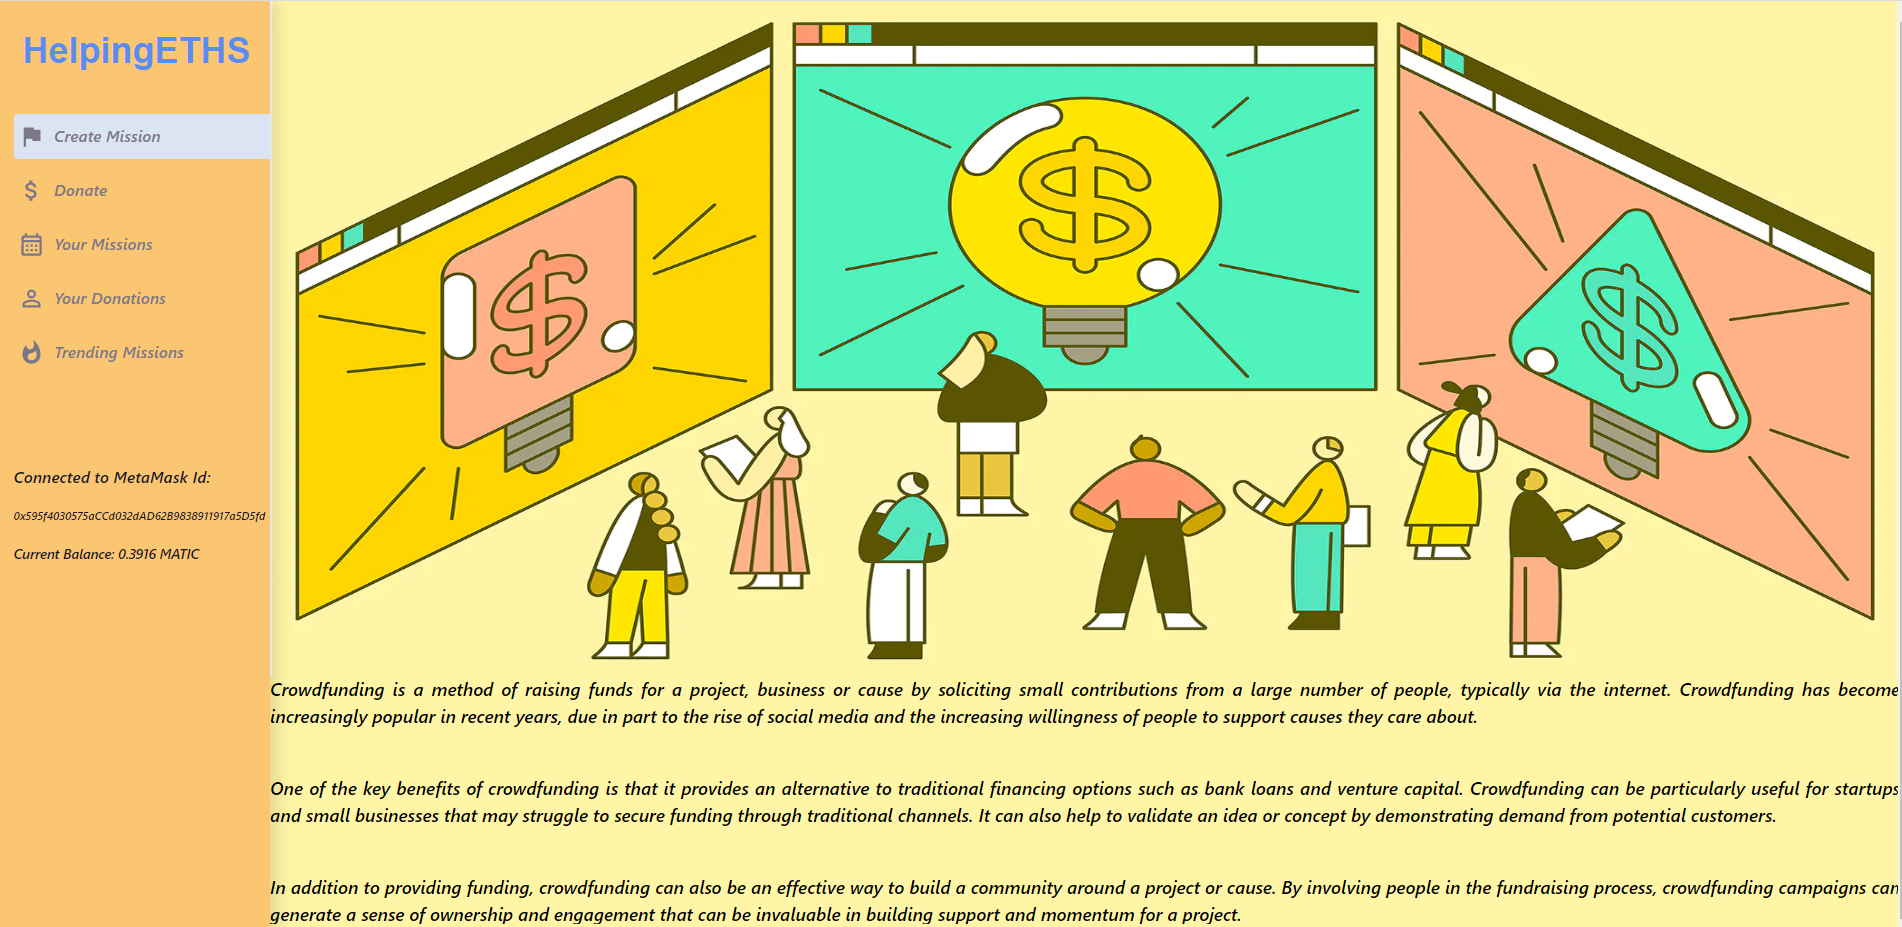 HelpingETHS
Create Mission
Donate
Your Missions
Your Donations
Trending Missions
Connected to MetaMask Id:
0x595f4030575aCCd032dAD62B9838911917a5D5fd
Current Balance: 0.3916 MATIC
$
$
$
Crowdfunding is a method of raising funds for a project, business or cause by soliciting small contributions from a large number of people, typically via the internet. Crowdfunding has become
increasingly popular in recent years, due in part to the rise of social media and the increasing willingness of people to support causes they care about.
One of the key benefits of crowdfunding is that it provides an alternative to traditional financing options such as bank loans and venture capital. Crowdfunding can be particularly useful for startups
and small businesses that may struggle to secure funding through traditional channels. It can also help to validate an idea or concept by demonstrating demand from potential customers.
In addition to providing funding, crowdfunding can also be an effective way to build a community around a project or cause. By involving people in the fundraising process, crowdfunding campaigns can
generate a sense of ownership and engagement that can be invaluable in building support and momentum for a project.